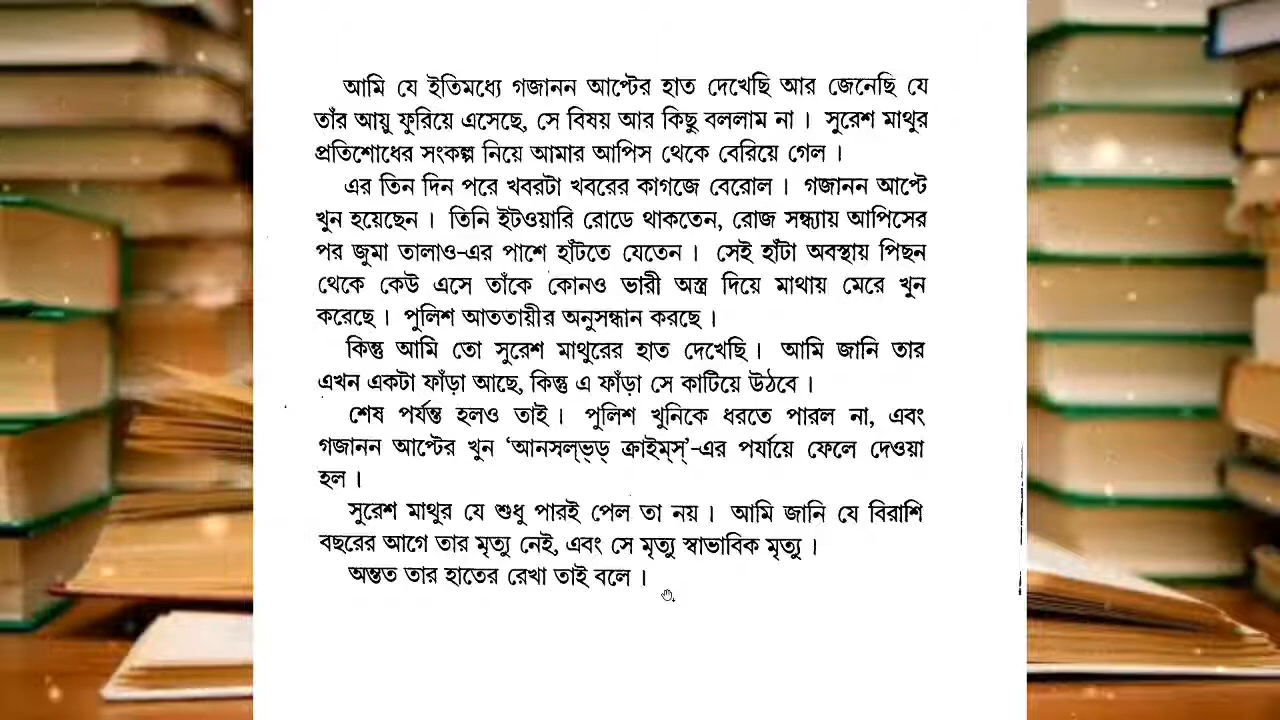 আমি যে ইতিমধ্যে গজানন আপ্টের হাত দেখেছি আর জেনেছি যে
তাঁর আয়ু ফুরিয়ে এসেছে, সে বিষয় আর কিছু বললাম না। সুরেশ মাথুর
প্রতিশোধের সংকল্প নিয়ে আমার আপিস থেকে বেরিয়ে গেল।
এর তিন দিন পরে খবরটা খবরের কাগজে বেরোল। গজানন আপ্টে
খুন হয়েছেন। তিনি ইটওয়ারি রোডে থাকতেন, রোজ সন্ধ্যায় আপিসের
পর জুমা তালাও-এর পাশে হাঁটতে যেতেন। সেই হাঁটা অবস্থায় পিছন
থেকে কেউ এসে তাঁকে কোনও ভারী অস্ত্র দিয়ে মাথায় মেরে খুন
করেছে। পুলিশ আততায়ীর অনুসন্ধান করছে।
কিন্তু আমি তো সুরেশ মাথুরের হাত দেখেছি। আমি জানি তার
এখন একটা ফাঁড়া আছে, কিন্তু এ ফাঁড়া সে কাটিয়ে উঠবে।
শেষ পর্যন্ত হলও তাই। পুলিশ খুনিকে ধরতে পারল না, এবং
গজানন আপ্টের খুন ‘আনসল্‌ভ্‌ড্‌ ক্রাইম্‌স্‌’-এর পর্যায়ে ফেলে দেওয়া
হল।
সুরেশ মাথুর যে শুধু পারই পেল তা নয়। আমি জানি যে বিরাশি
বছরের আগে তার মৃত্যু নেই, এবং সে মৃত্যু স্বাভাবিক মৃত্যু।
অন্তত তার হাতের রেখা তাই বলে।